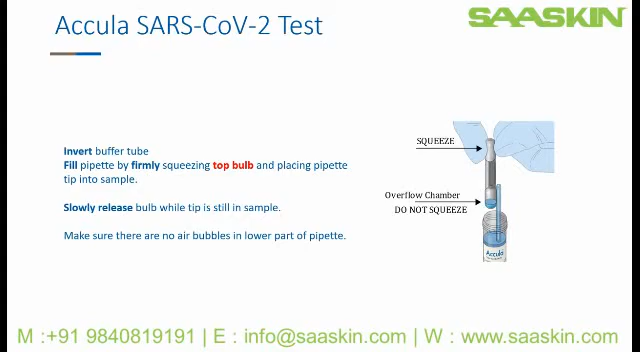 Accula SARS-CoV-2 Test
SAASKIN
Invert buffer tube
Fill pipette by firmly squeezing top bulb and placing pipette
tip into sample.
Slowly release bulb while tip is still in sample.
Make sure there are no air bubbles in lower part of pipette.
SQUEEZE
Overflow Chamber
DO NOT SQUEEZE
Accula
M :+91 9840819191 | E : info@saaskin.com | W : www.saaskin.com